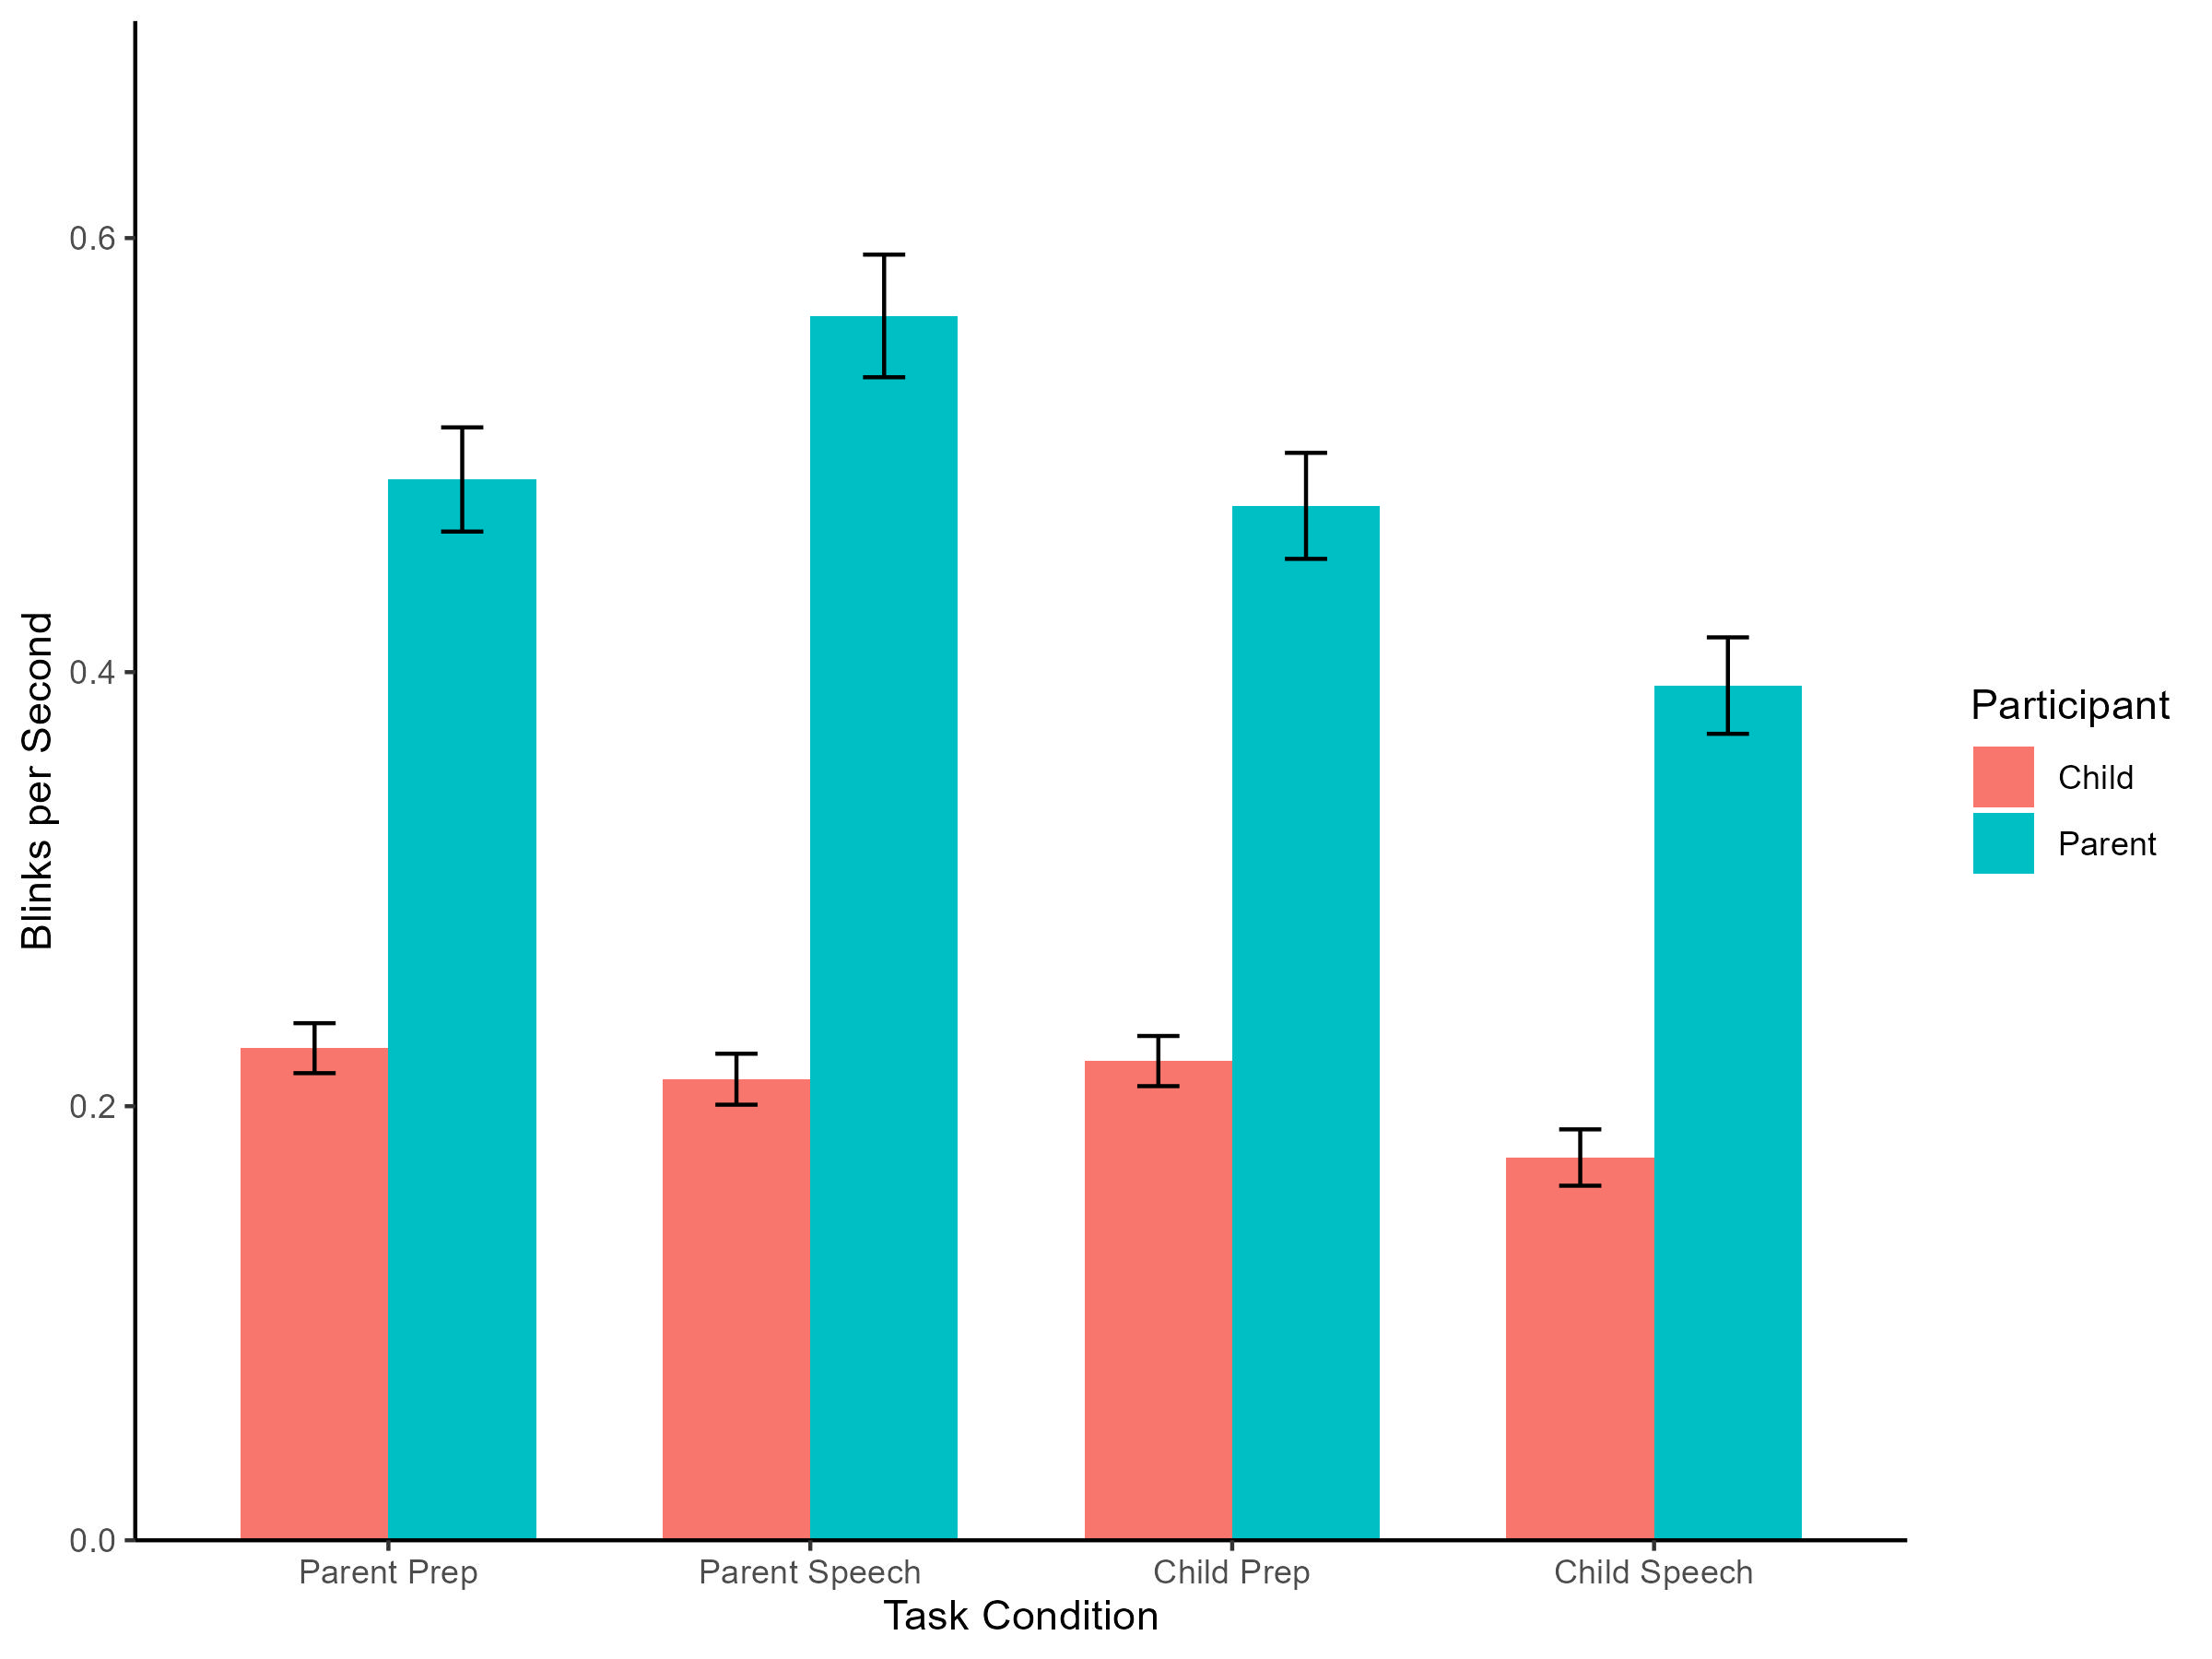 0.6
0.4
0.2
0.0
Blinks per Second
Parent Prep
Parent Speech
Child Prep
Child Speech
Task Condition
Participant
Child
Parent